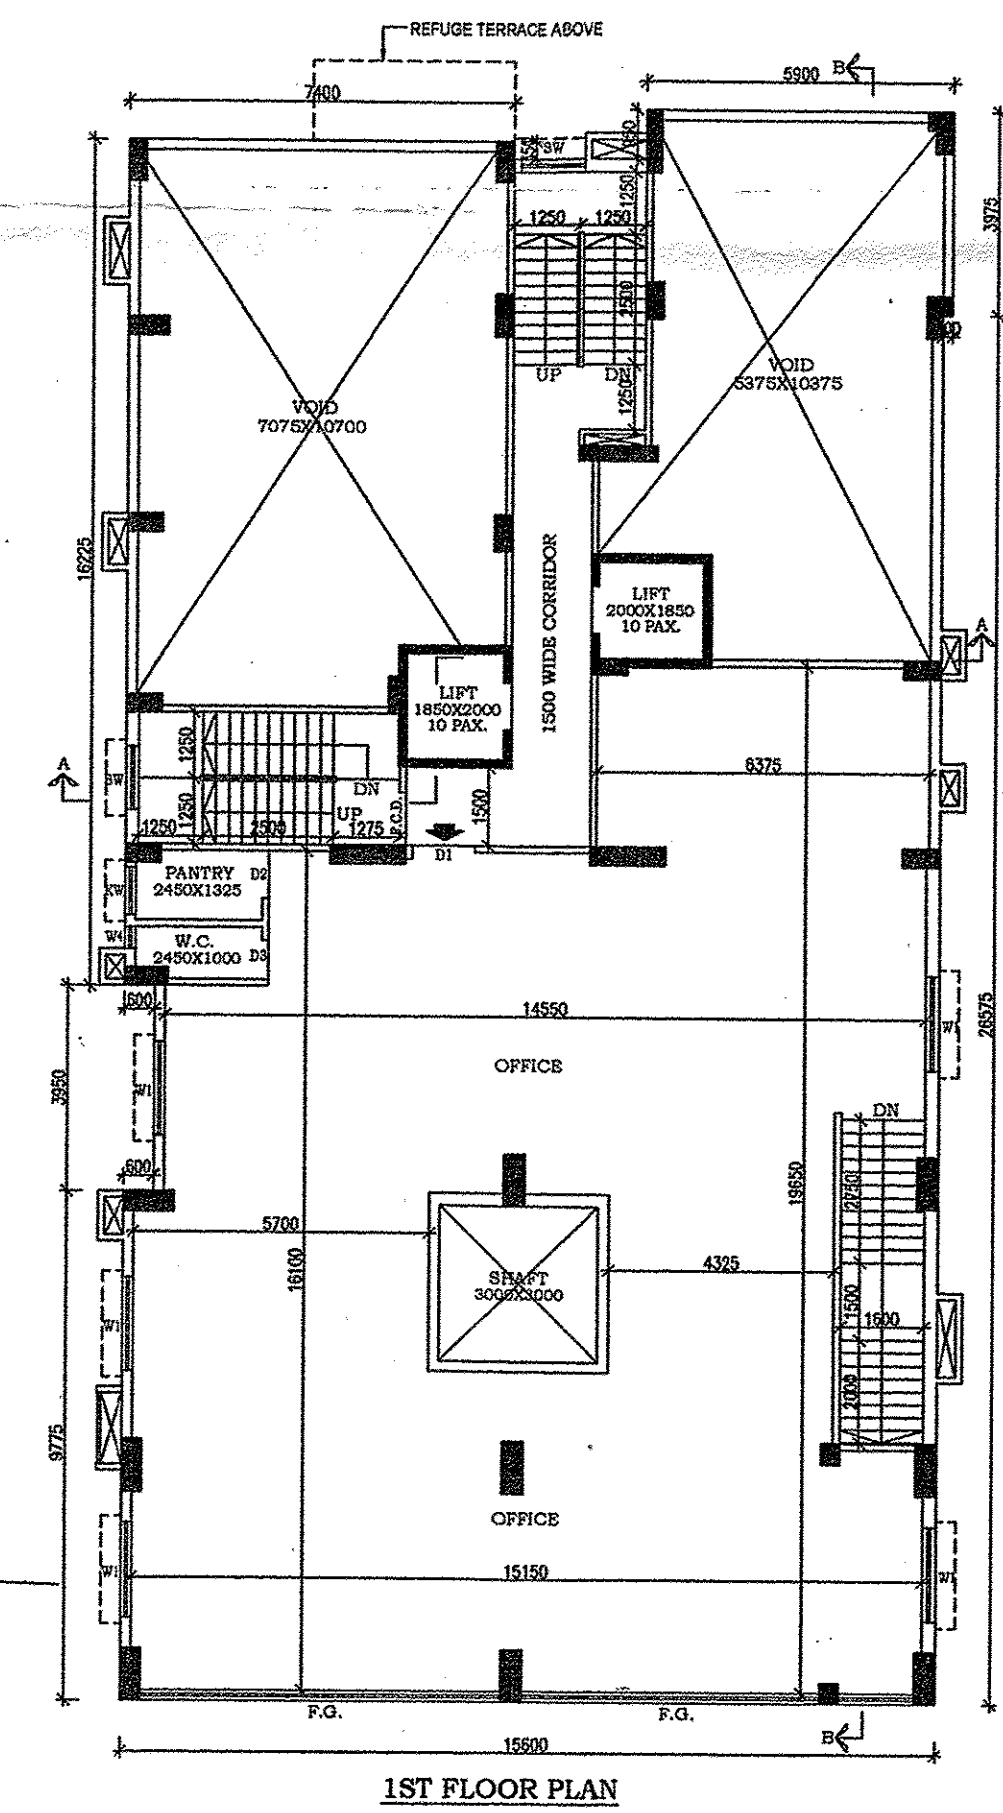 REFUGE TERRACE ABOVE
B
5900
7400
SW
1250
3975
1250
1250
2500
UP
DN
1250
VOID
5375X10375
VOID
7075X10700
16225
1500 WIDE CORRIDOR
LIFT
2000X1850
10 PAX.
A
LIFT
1850X2000
10 PAX.
1250
A
SW
DN
6375
1250
UP
F.C.D.
1500
1250
2500
1275
D1
PANTRY
2450X1325
D2
KW
W4
W.C.
2450X1000
D3
600
14550
W1
26575
OFFICE
3950
W1
DN
600
2750
19650
5700
16100
4325
SHAFT
3000X3000
1500
1600
W1
2000
9775
OFFICE
15150
W1
W1
F.G.
F.G.
B
15600
1ST FLOOR PLAN